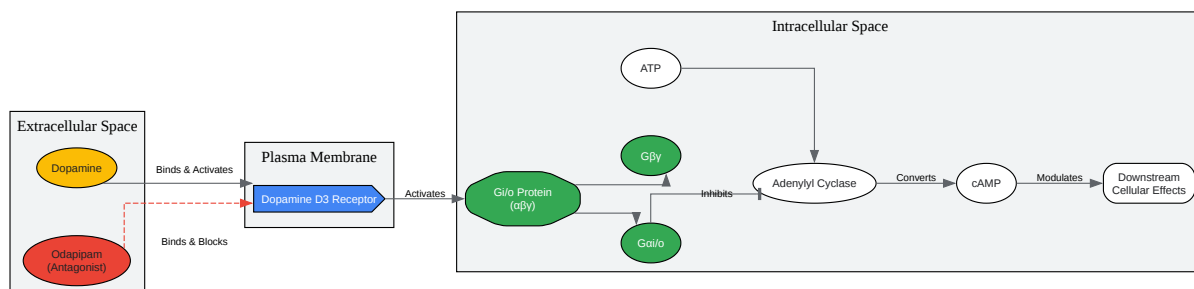 Extracellular Space
Dopamine
Odapipam
(Antagonist)
Binds & Activates
Binds & Blocks
Plasma Membrane
Dopamine D3 Receptor
Activates
Intracellular Space
Gi/o Protein
(αβγ)
ATP
Gβγ
Gαi/o
Inhibits
Adenylyl Cyclase
Converts
cAMP
Modulates
Downstream
Cellular Effects